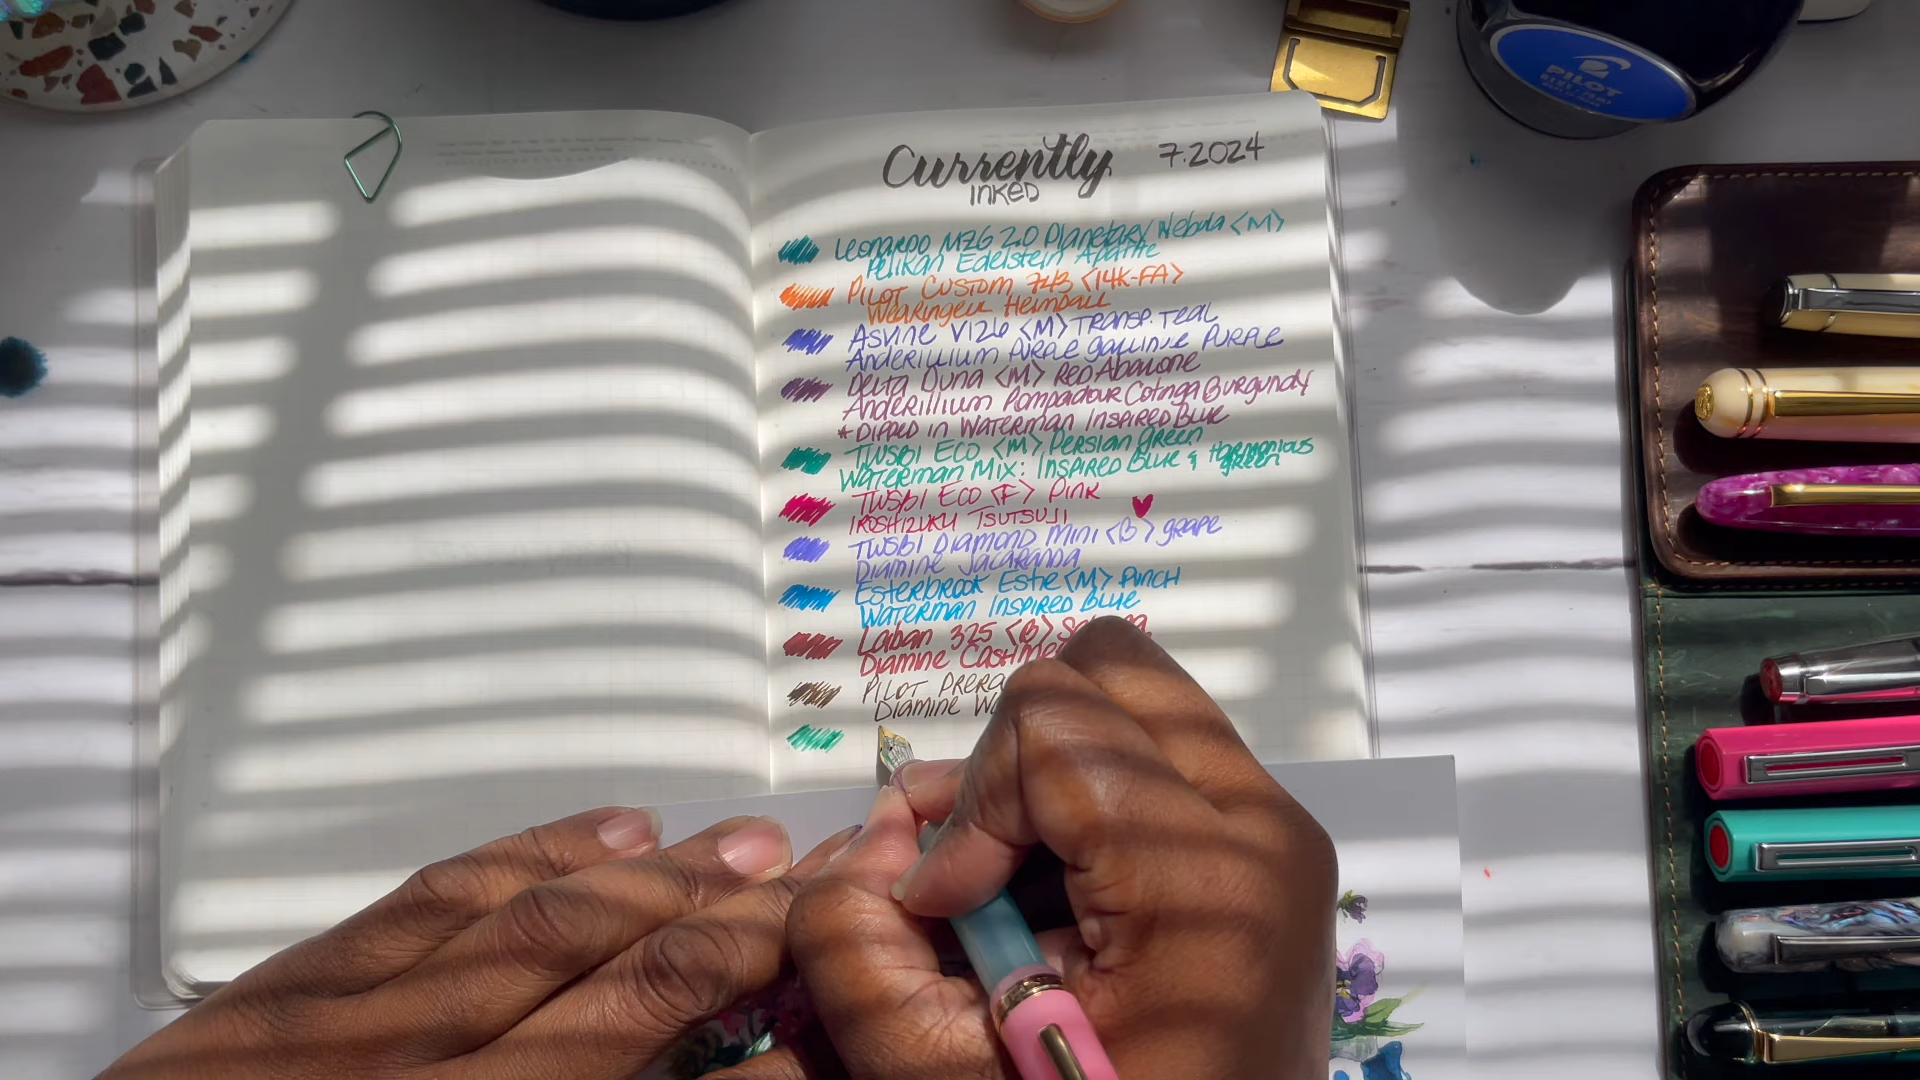 Currently 7.2024
INKED
Leonardo MZG 2.0 Planetary Nebula <M>
Pelikan Edelstein Apatite
PILOT CUSTOM 743 <14K-FA>
Wearingeul Heimdall
Asvine V126 <M> Transp. Teal
Anderillium Purple Gallinule Purple
Delta Duna <M> Red Abalone
Anderillium Pompadour Cotinga Burgundy
*DIPPED in WATERMAN INSPIRED BLUE
TWSBI ECO <M> Persian green
WATERMAN MIX: INSPIRED BLUE & Harmonious green
TWSBI ECO <F> Pink
IROSHIZUKU TSUTSUJI
TWSBI Diamond Mini <B> grape
Diamine Jacaranda
Esterbrook Estie <M> PUNCH
WATERMAN INSPIRED BLUE
Laban 325 <B>
Diamine
PILOT
Diamine
PILOT